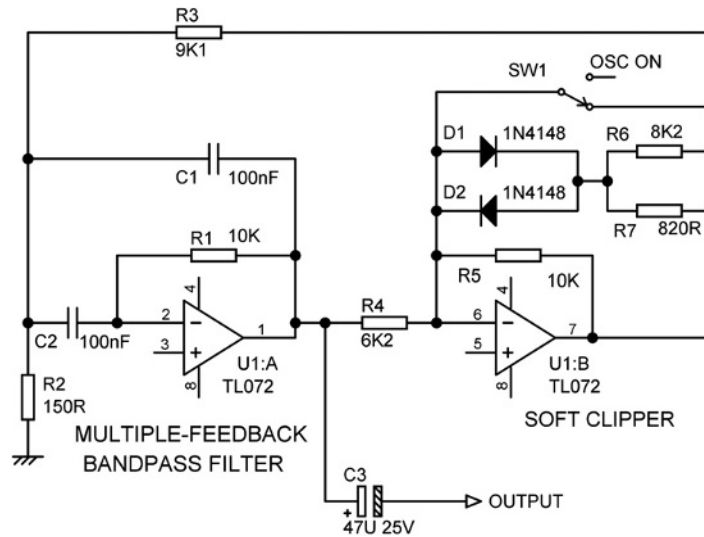 R3
9K1
OSC ON
SW1
D1
1N4148
R6
8K2
C1
100nF
D2
1N4148
R7
820R
R1
10K
R5
10K
4
4
R4
6K2
2
1
6
7
C2
100nF
3
5
U1:A
TL072
U1:B
TL072
8
8
R2
150R
MULTIPLE-FEEDBACK
BANDPASS FILTER
SOFT CLIPPER
C3
+
47U 25V
OUTPUT